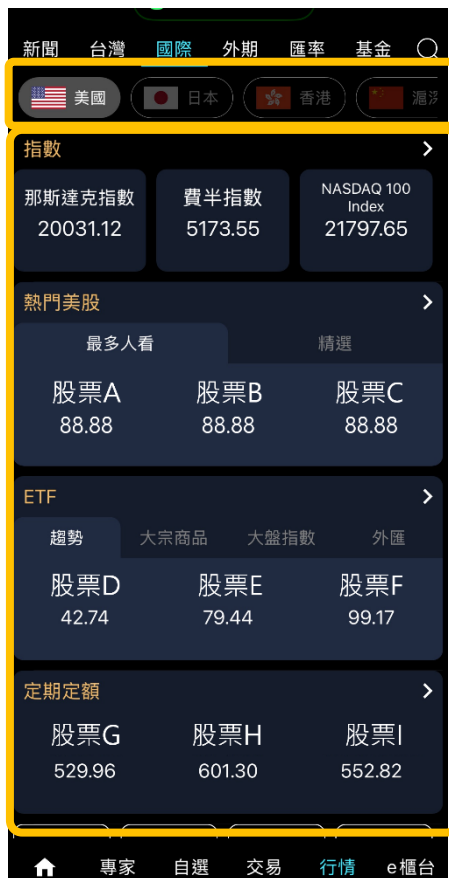 新聞 台灣 國際 外期 匯率 基金
美國 日本 香港 滬深
指數
那斯達克指數 費半指數 NASDAQ 100 Index
20031.12 5173.55 21797.65
熱門美股
最多人看 精選
股票A 股票B 股票C
88.88 88.88 88.88
ETF
趨勢 大宗商品 大盤指數 外匯
股票D 股票E 股票F
42.74 79.44 99.17
定期定額
股票G 股票H 股票I
529.96 601.30 552.82
專家 自選 交易 行情 e櫃台